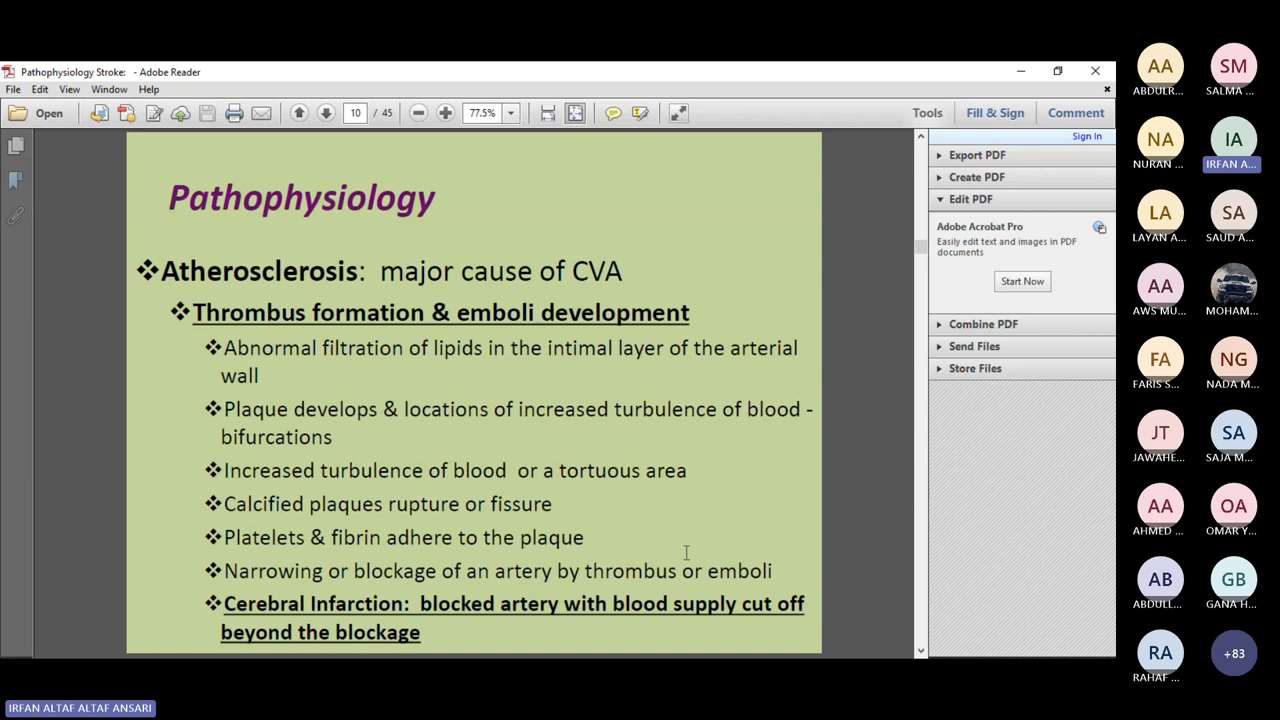 Pathophysiology Stroke: - Adobe Reader
File Edit View Window Help
Open 10 / 45 77.5% Tools Fill & Sign Comment
Sign In
Export PDF
Create PDF
Edit PDF
Adobe Acrobat Pro
Easily edit text and images in PDF
documents
Start Now
Combine PDF
Send Files
Store Files
Pathophysiology
❖Atherosclerosis: major cause of CVA
❖Thrombus formation & emboli development
❖Abnormal filtration of lipids in the intimal layer of the arterial
wall
❖Plaque develops & locations of increased turbulence of blood -
bifurcations
❖Increased turbulence of blood or a tortuous area
❖Calcified plaques rupture or fissure
❖Platelets & fibrin adhere to the plaque
❖Narrowing or blockage of an artery by thrombus or emboli
❖Cerebral Infarction: blocked artery with blood supply cut off
beyond the blockage
AA SM
ABDULR... SALMA ...
NA IA
NURAN ... IRFAN A...
LA SA
LAYAN A... SAUD A...
AA
AWS MU... MOHAM...
FA NG
FARIS S... NADA M...
JT SA
JAWAHE... SAJA M...
AA OA
AHMED ... OMAR Y...
AB GB
ABDULL... GANA H...
RA +83
RAHAF ...
IRFAN ALTAF ALTAF ANSARI